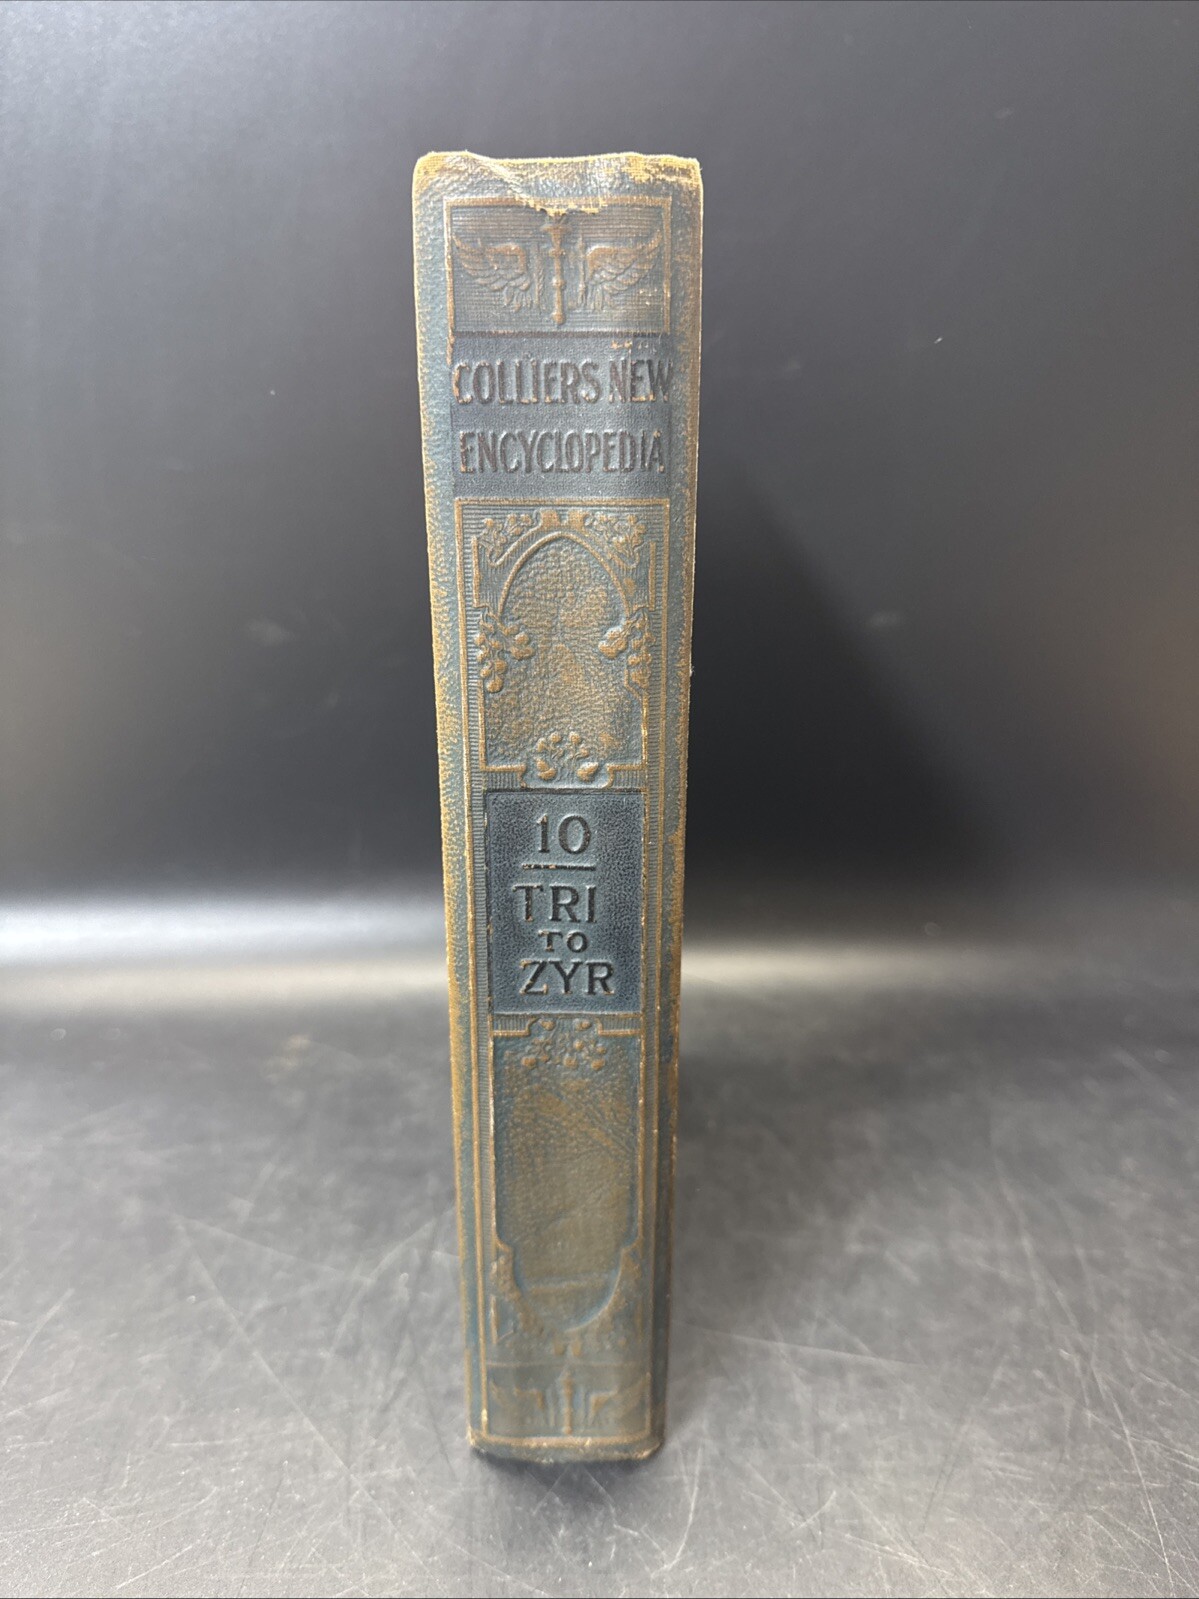 COLLIERS NEW
ENCYCLOPEDIA
10
TRI
TO
ZYR